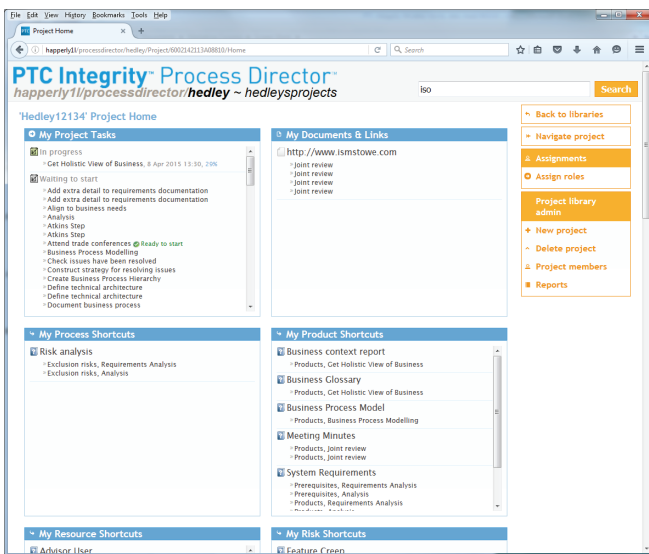 File Edit View History Bookmarks Tools Help
PTC Project Home × +
happerly1l/processdirector/hedley/Project/6002142113A08810/Home
Search
PTC Integrity™ Process Director™
happerly1l/processdirector/hedley ~ hedleysprojects
iso
Search
'Hedley12134' Project Home
My Project Tasks
In progress
Get Holistic View of Business, 8 Apr 2015 13:30, 29%
Waiting to start
Add extra detail to requirements documentation
Add extra detail to requirements documentation
Align to business needs
Analysis
Atkins Step
Atkins Step
Attend trade conferences Ready to start
Business Process Modelling
Check issues have been resolved
Construct strategy for resolving issues
Create Business Process Hierarchy
Define technical architecture
Define technical architecture
Document business process
My Documents & Links
http://www.ismstowe.com
Joint review
Joint review
Joint review
Joint review
Back to libraries
Navigate project
Assignments
Assign roles
Project library
admin
New project
Delete project
Project members
Reports
My Process Shortcuts
Risk analysis
Exclusion risks, Requirements Analysis
Exclusion risks, Analysis
My Product Shortcuts
Business context report
Products, Get Holistic View of Business
Business Glossary
Products, Get Holistic View of Business
Business Process Model
Products, Business Process Modelling
Meeting Minutes
Products, Joint review
Products, Joint review
System Requirements
Prerequisites, Requirements Analysis
Prerequisites, Analysis
Products, Requirements Analysis
Products, Analysis
My Resource Shortcuts
Advisor User
My Risk Shortcuts
Feature Creep